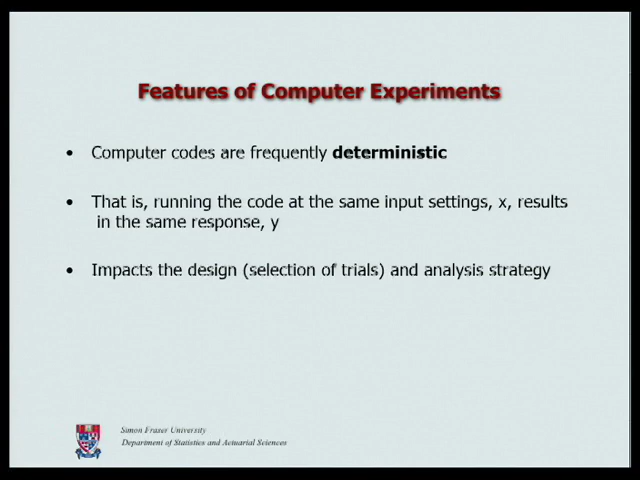 Features of Computer Experiments
• Computer codes are frequently deterministic
• That is, running the code at the same input settings, x, results
in the same response, y
• Impacts the design (selection of trials) and analysis strategy
Simon Fraser University
Department of Statistics and Actuarial Sciences